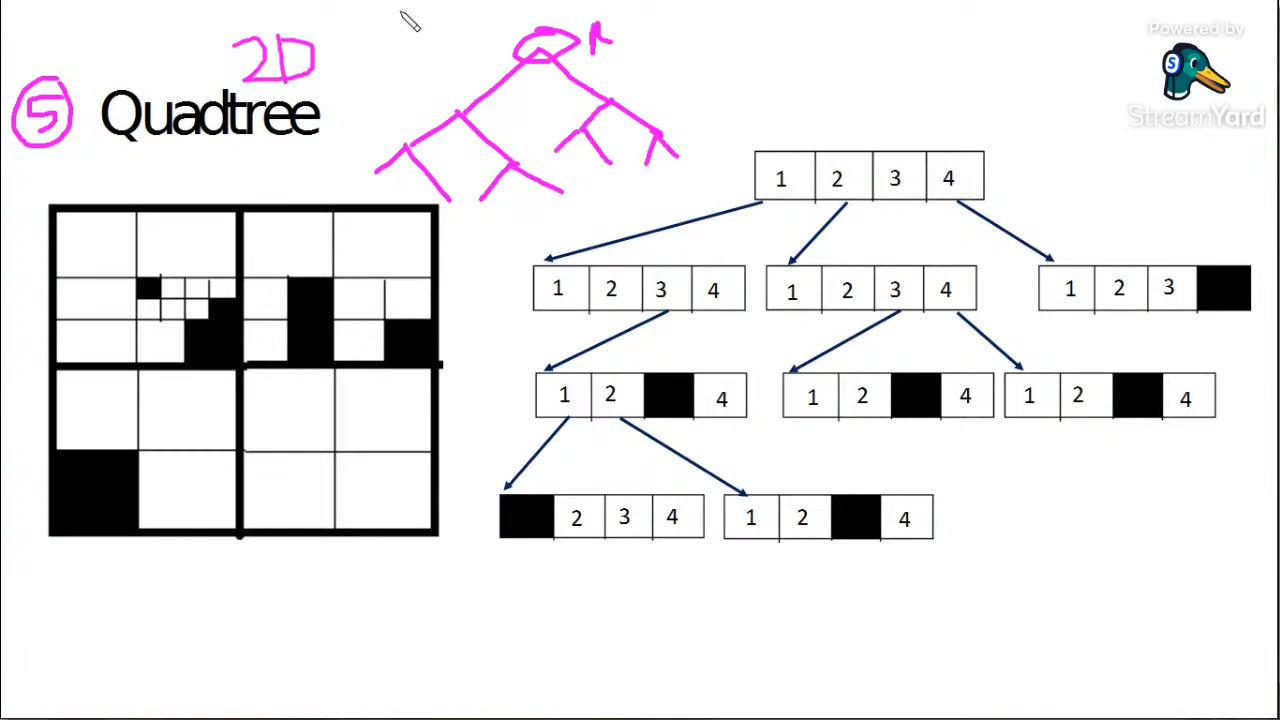 2D
R
Powered by
S
StreamYard
5 Quadtree
1 2 3 4
1 2 3 4
1 2 3 4
1 2 3
1 2 4
1 2 4
1 2 4
2 3 4
1 2 4